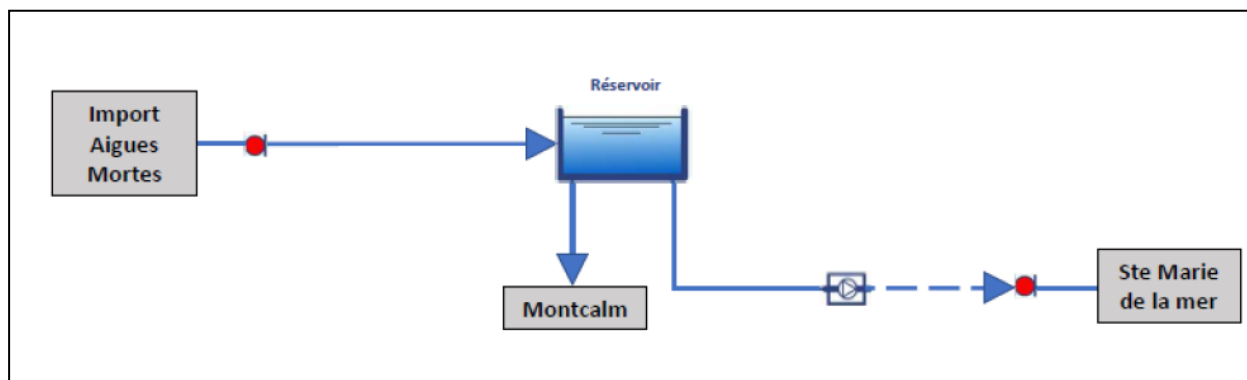 Réservoir
Import
Aigues
Mortes
Montcalm
Ste Marie
de la mer